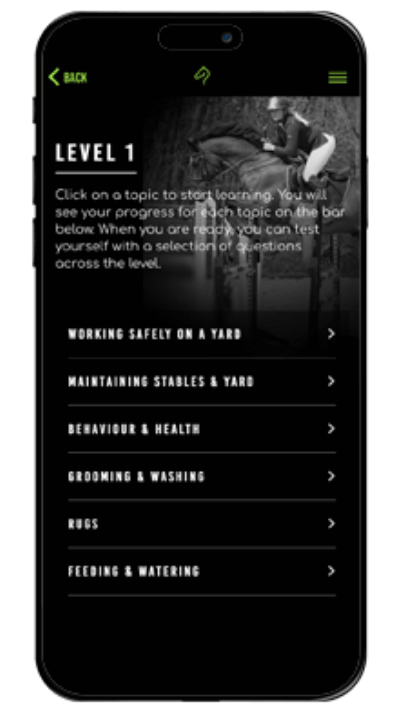 BACK
LEVEL 1
Click on a topic to start learning. You will
see your progress for each topic on the bar
below. When you are ready, you can test
yourself with a selection of questions
across the level.
WORKING SAFELY ON A YARD
MAINTAINING STABLES & YARD
BEHAVIOUR & HEALTH
GROOMING & WASHING
RUGS
FEEDING & WATERING